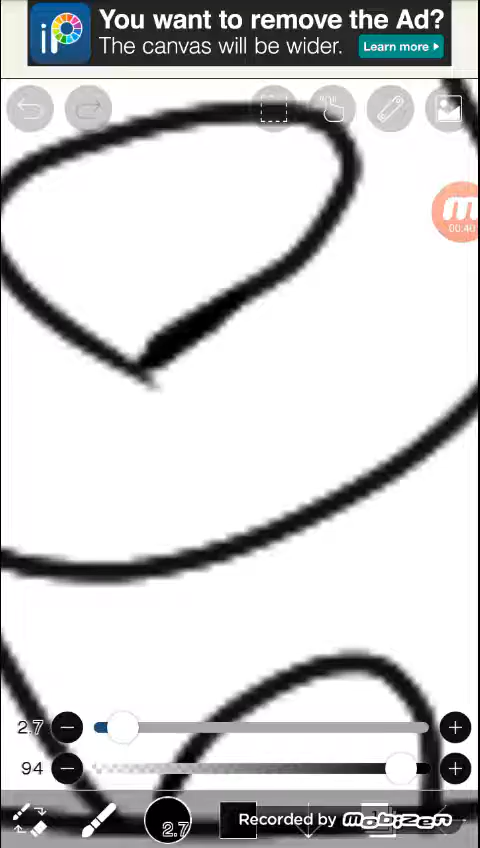 You want to remove the Ad?
iP
The canvas will be wider.
Learn more
00:40
2.7
94
2.7
Recorded by mobizen